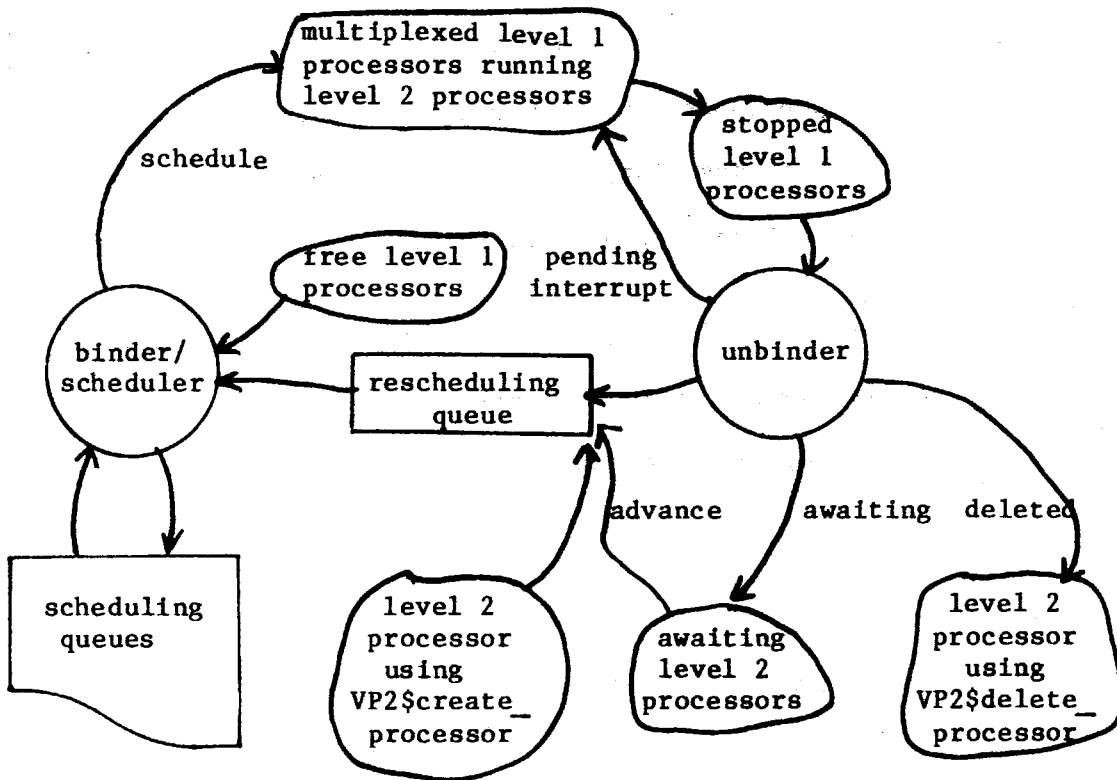 multiplexed level 1
processors running
level 2 processors
stopped
level 1
processors
schedule
free level 1
processors
pending
interrupt
binder/
scheduler
rescheduling
queue
unbinder
advance
awaiting
deleted
scheduling
queues
level 2
processor
using
VP2$create_
processor
awaiting
level 2
processors
level 2
processor
using
VP2$delete_
processor